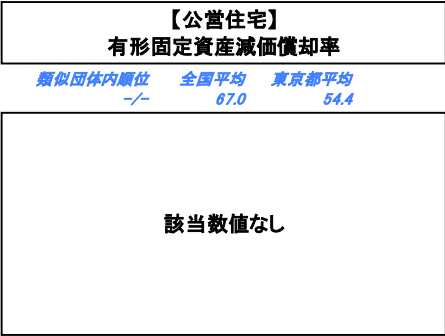 【公営住宅】
有形固定資産減価償却率
類似団体内順位 全国平均 東京都平均
-/- 67.0 54.4
該当数値なし